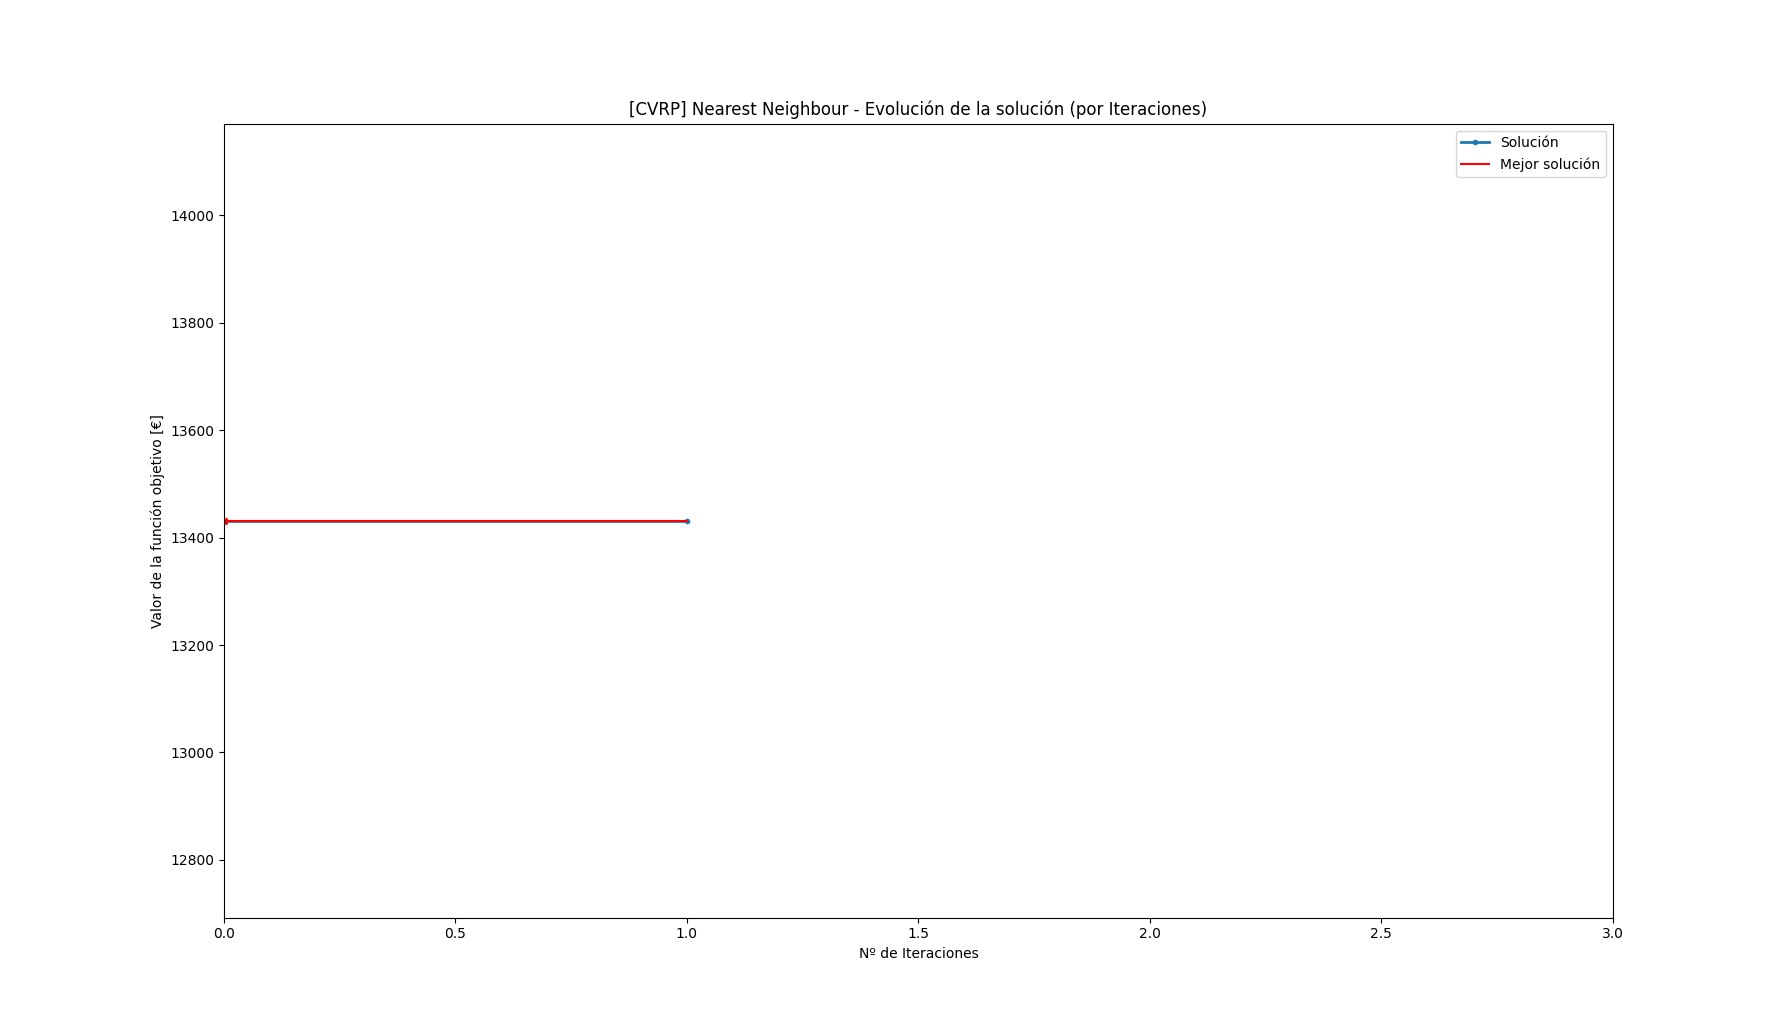 [CVRP] Nearest Neighbour - Evolución de la solución (por Iteraciones)
Solución
Mejor solución
14000
13800
13600
13400
13200
13000
12800
Valor de la función objetivo [€]
0.0 0.5 1.0 1.5 2.0 2.5 3.0
Nº de Iteraciones